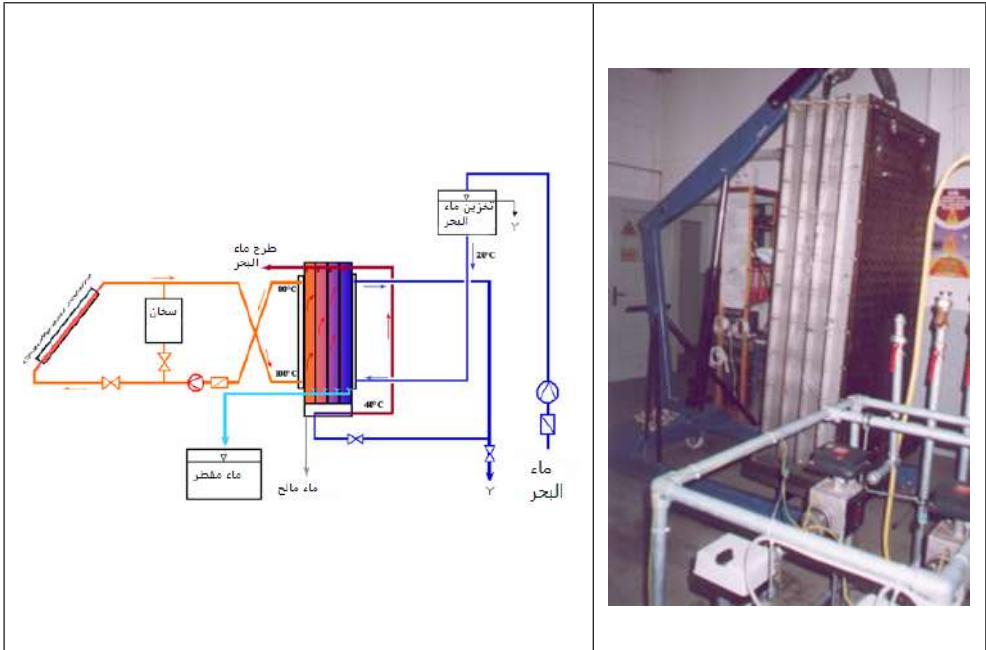 تخزين ماء
البحر
Y
20°C
طرح ماء
البحر
80°C
سخان
100°C
40°C
ماء مقطر
ماء مالح
Y
ماء
البحر